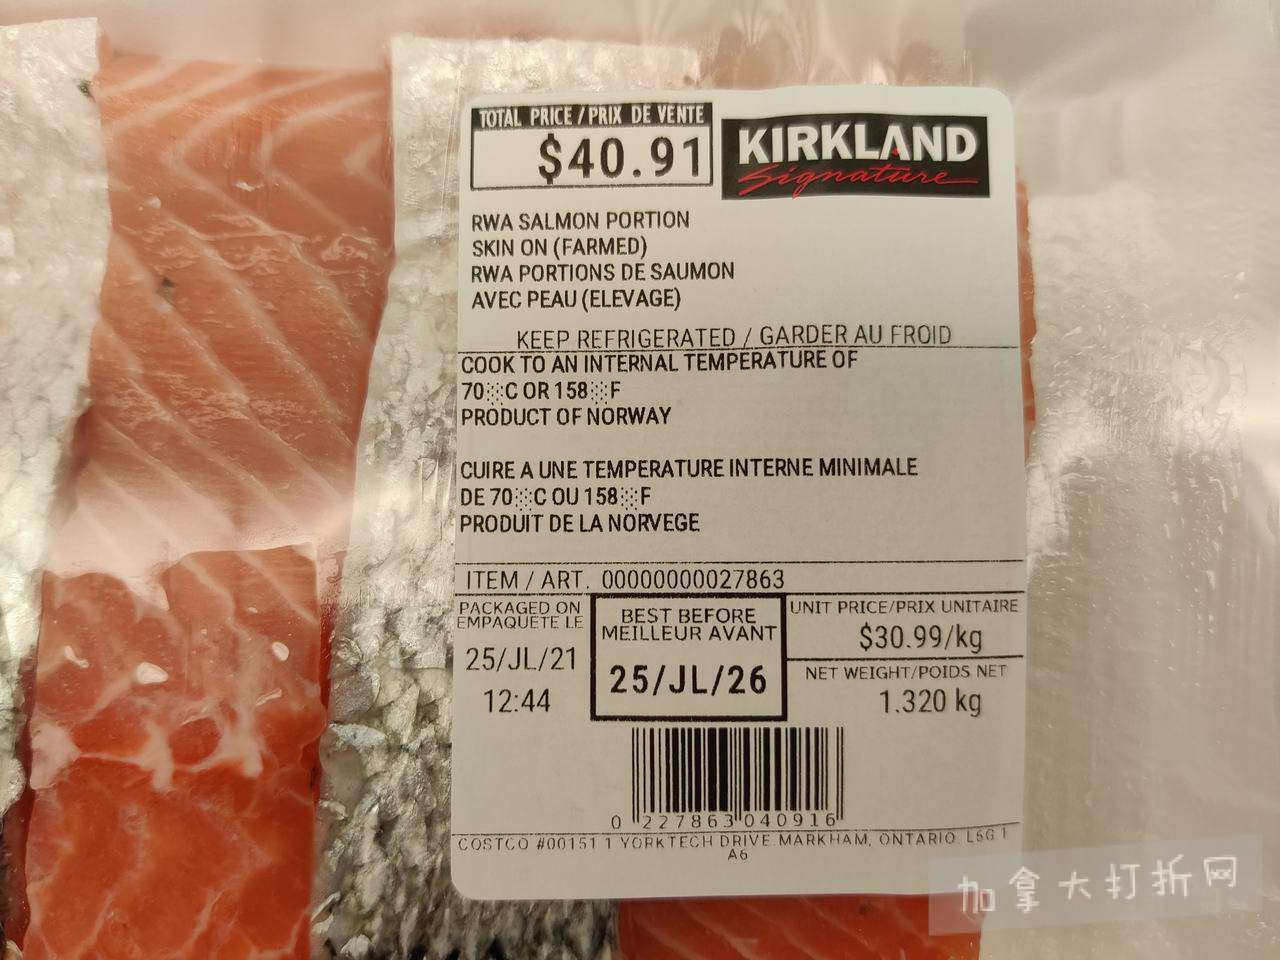 TOTAL PRICE / PRIX DE VENTE
$40.91
KIRKLAND
Signature
RWA SALMON PORTION
SKIN ON (FARMED)
RWA PORTIONS DE SAUMON
AVEC PEAU (ELEVAGE)
KEEP REFRIGERATED / GARDER AU FROID
COOK TO AN INTERNAL TEMPERATURE OF
70░C OR 158░F
PRODUCT OF NORWAY
CUIRE A UNE TEMPERATURE INTERNE MINIMALE
DE 70░C OU 158░F
PRODUIT DE LA NORVEGE
ITEM / ART. 00000000027863
PACKAGED ON
EMPAQUETE LE
25/JL/21
12:44
BEST BEFORE
MEILLEUR AVANT
25/JL/26
UNIT PRICE/PRIX UNITAIRE
$30.99/kg
NET WEIGHT/POIDS NET
1.320 kg
0 227863 040916
COSTCO #00151 1 YORKTECH DRIVE. MARKHAM, ONTARIO. L6G 1
A6
加拿大打折网